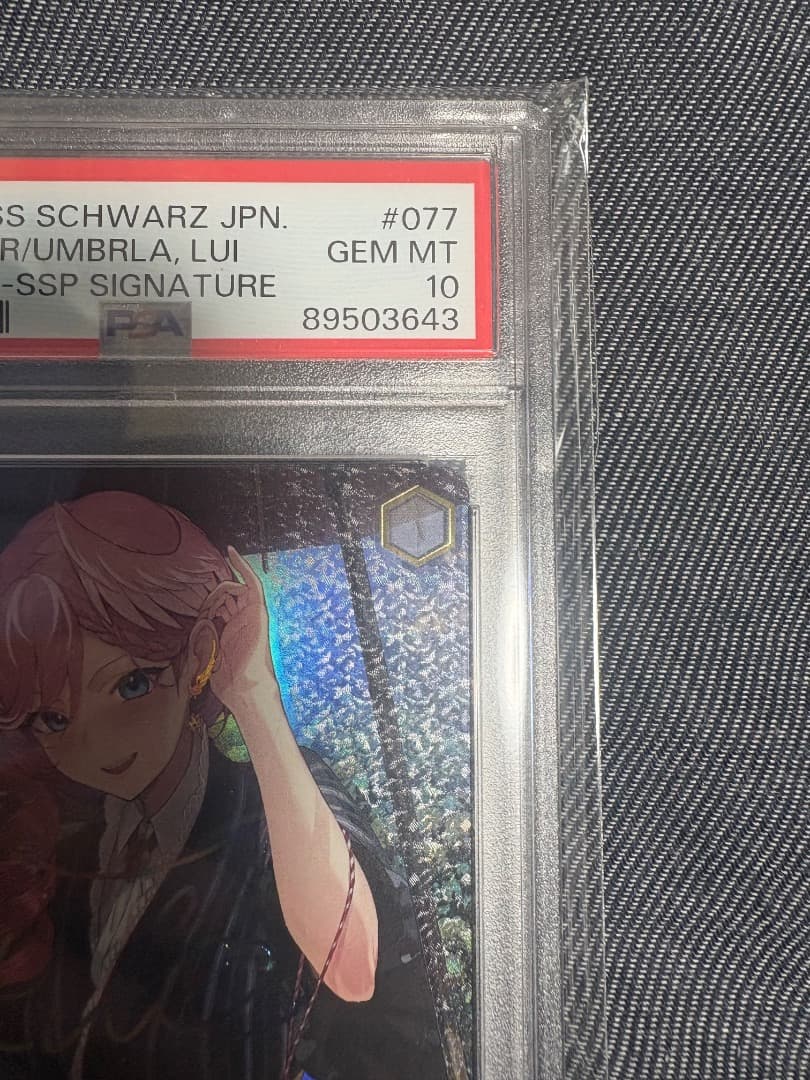 SS SCHWARZ JPN. #077
R/UMBRLA, LUI GEM MT
-SSP SIGNATURE 10
PSA 89503643